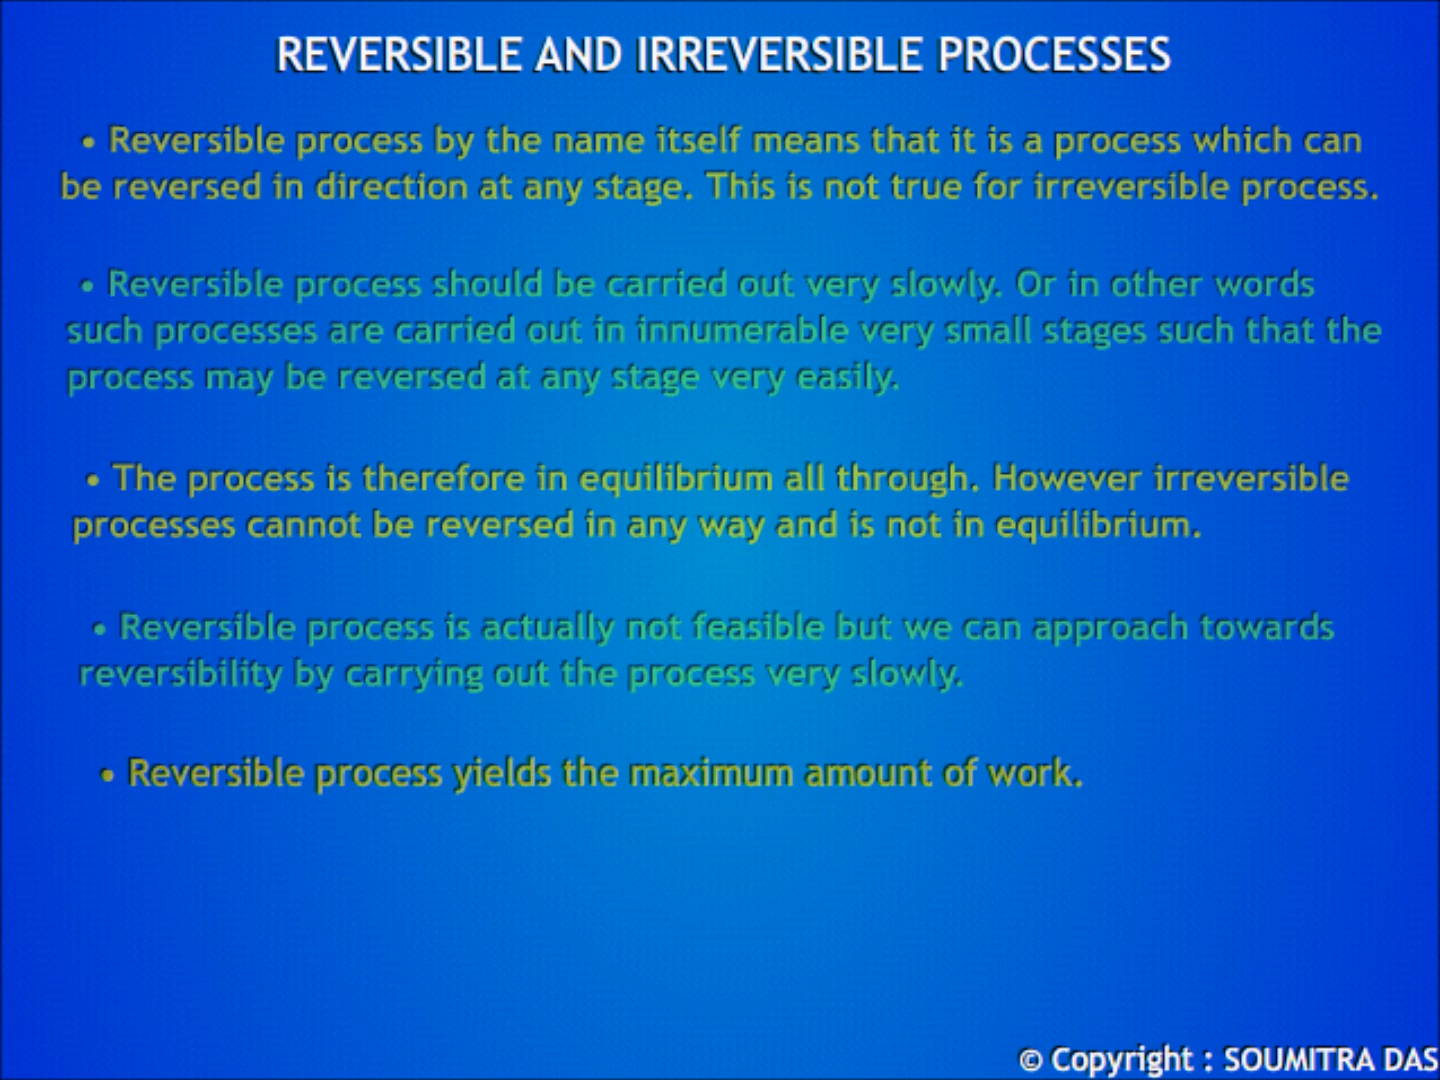 REVERSIBLE AND IRREVERSIBLE PROCESSES
• Reversible process by the name itself means that it is a process which can
be reversed in direction at any stage. This is not true for irreversible process.
• Reversible process should be carried out very slowly. Or in other words
such processes are carried out in innumerable very small stages such that the
process may be reversed at any stage very easily.
• The process is therefore in equilibrium all through. However irreversible
processes cannot be reversed in any way and is not in equilibrium.
• Reversible process is actually not feasible but we can approach towards
reversibility by carrying out the process very slowly.
• Reversible process yields the maximum amount of work.
© Copyright : SOUMITRA DAS